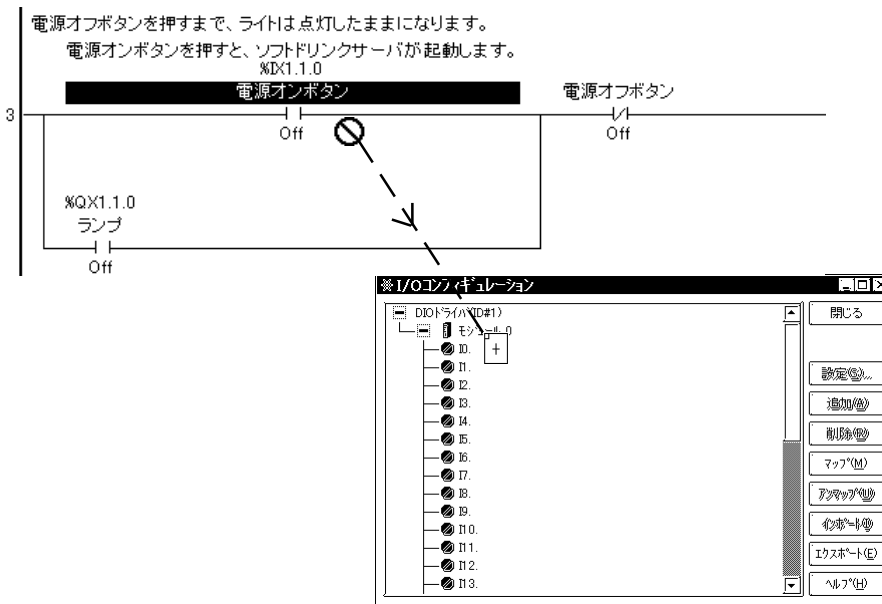 電源オフボタンを押すまで、ライトは点灯したままになります。
電源オンボタンを押すと、ソフトドリンクサーバが起動します。
%IX1.1.0
電源オンボタン
電源オフボタン
3
Off
Off
%QX1.1.0
ランプ
Off
I/Oコンフィギュレーション
DIOドライバ(ID#1)
モジュール 0
I0.
I1.
I2.
I3.
I4.
I5.
I6.
I7.
I8.
I9.
I10.
I11.
I12.
I13.
閉じる
設定(S)...
追加(A)
削除(R)
マップ(M)
アンマップ(U)
インポート(I)
エクスポート(E)
ヘルプ(H)